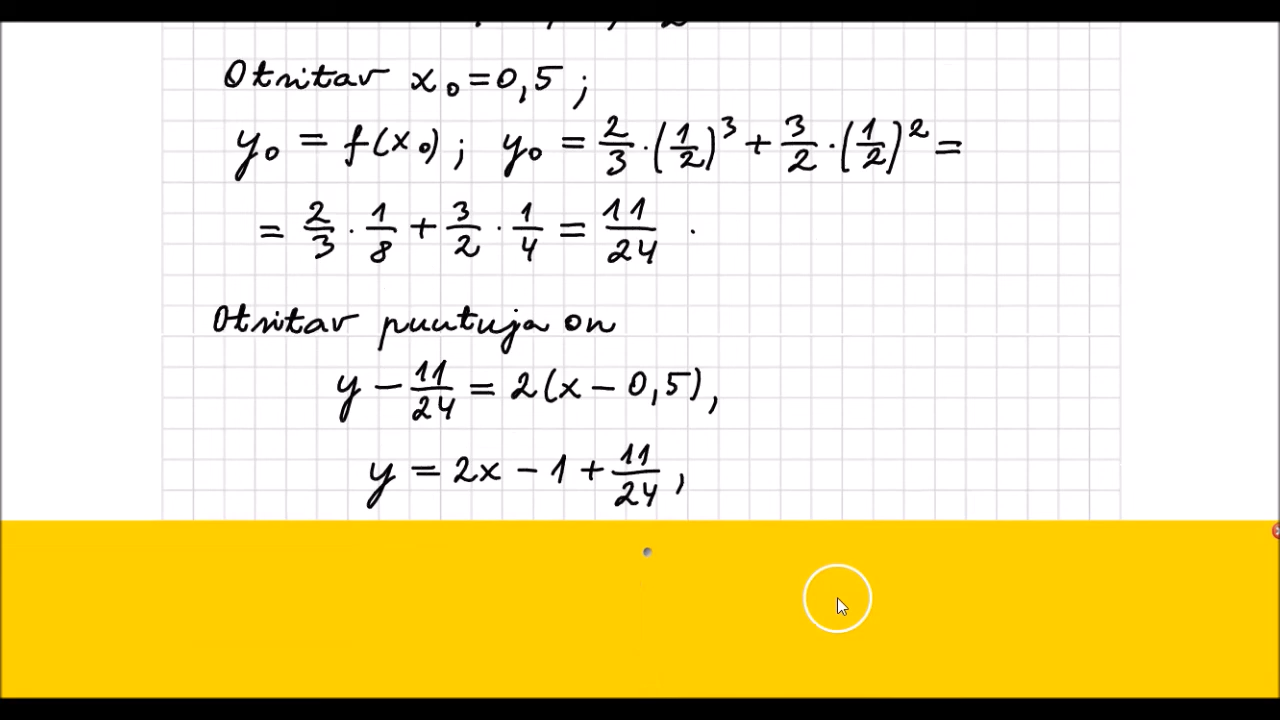 Otsitav x₀ = 0,5 ;
y₀ = f(x₀) ; y₀ = 2/3 · (1/2)³ + 3/2 · (1/2)² =
= 2/3 · 1/8 + 3/2 · 1/4 = 11/24 .
Otsitav puutuja on
y − 11/24 = 2(x − 0,5),
y = 2x − 1 + 11/24 ,